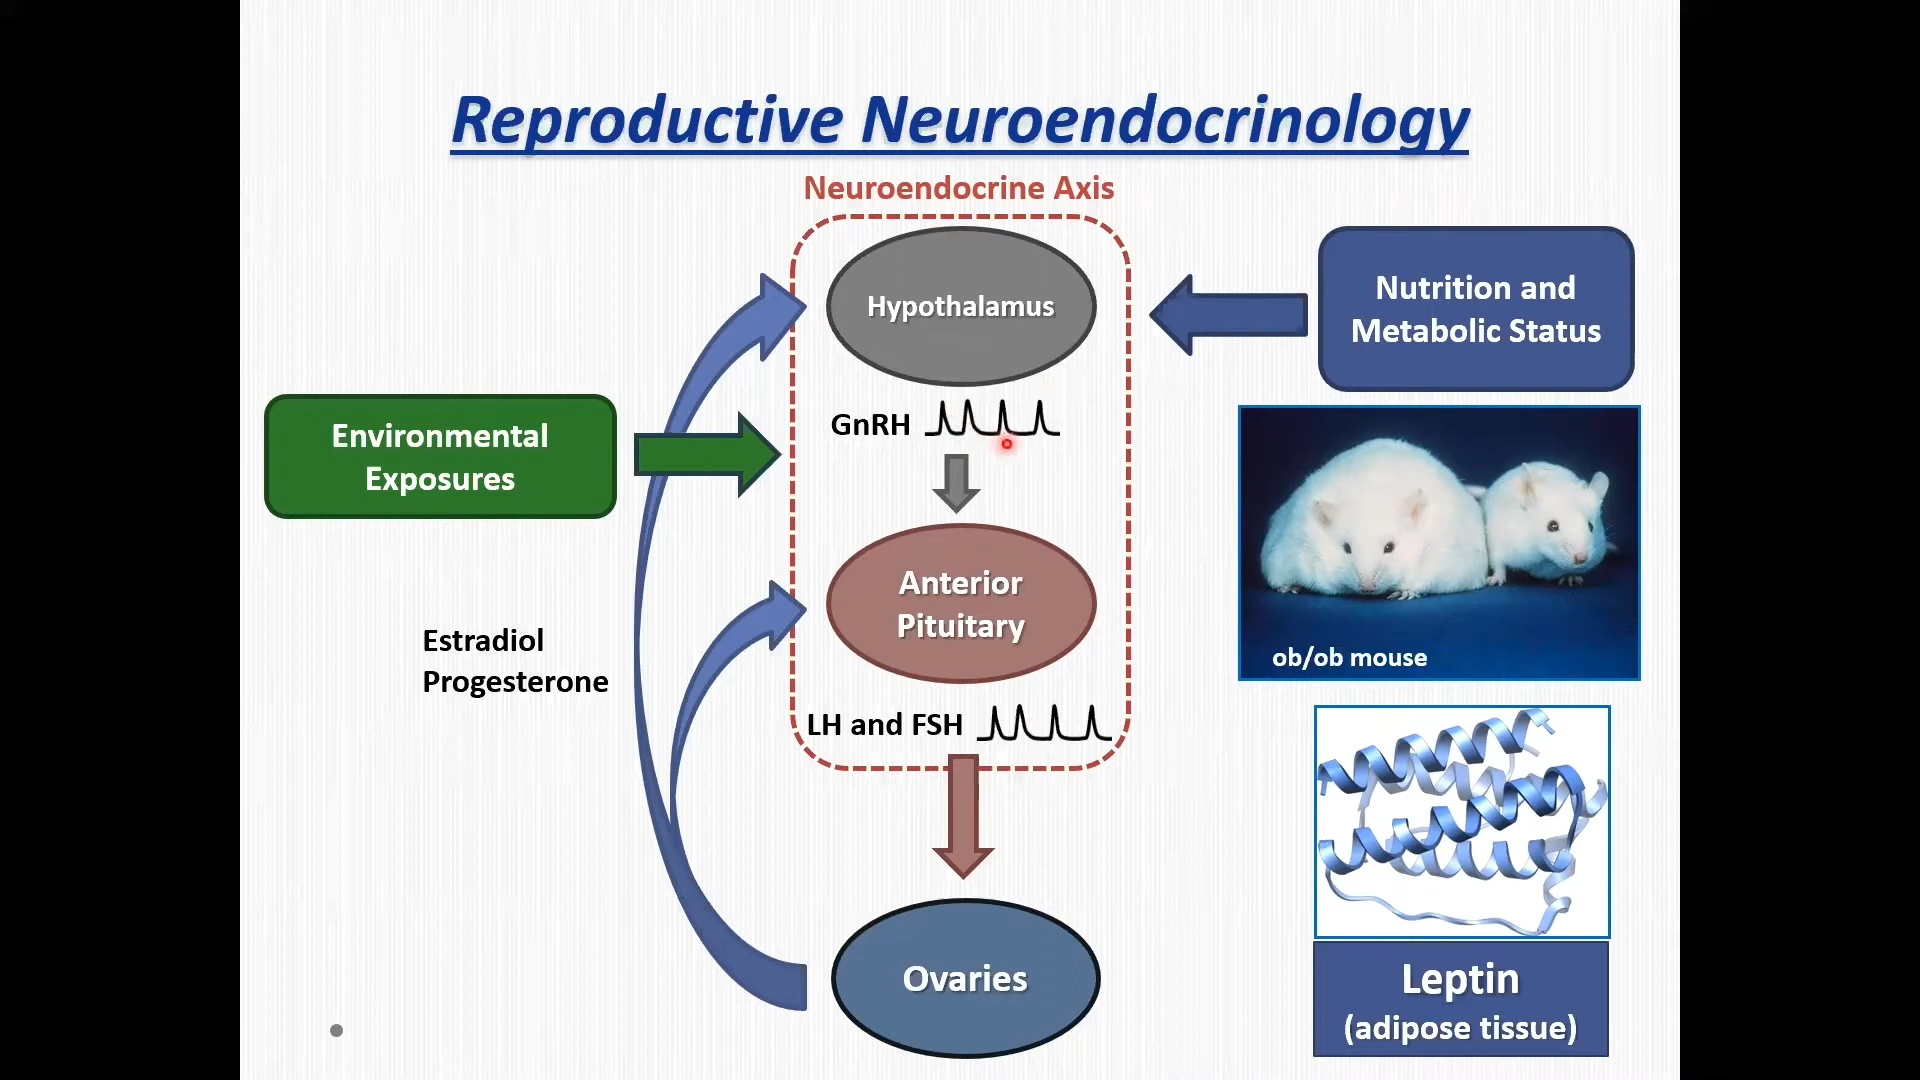 Reproductive Neuroendocrinology
Neuroendocrine Axis
Hypothalamus
Nutrition and
Metabolic Status
GnRH
Environmental
Exposures
Anterior
Pituitary
Estradiol
Progesterone
ob/ob mouse
LH and FSH
Ovaries
Leptin
(adipose tissue)